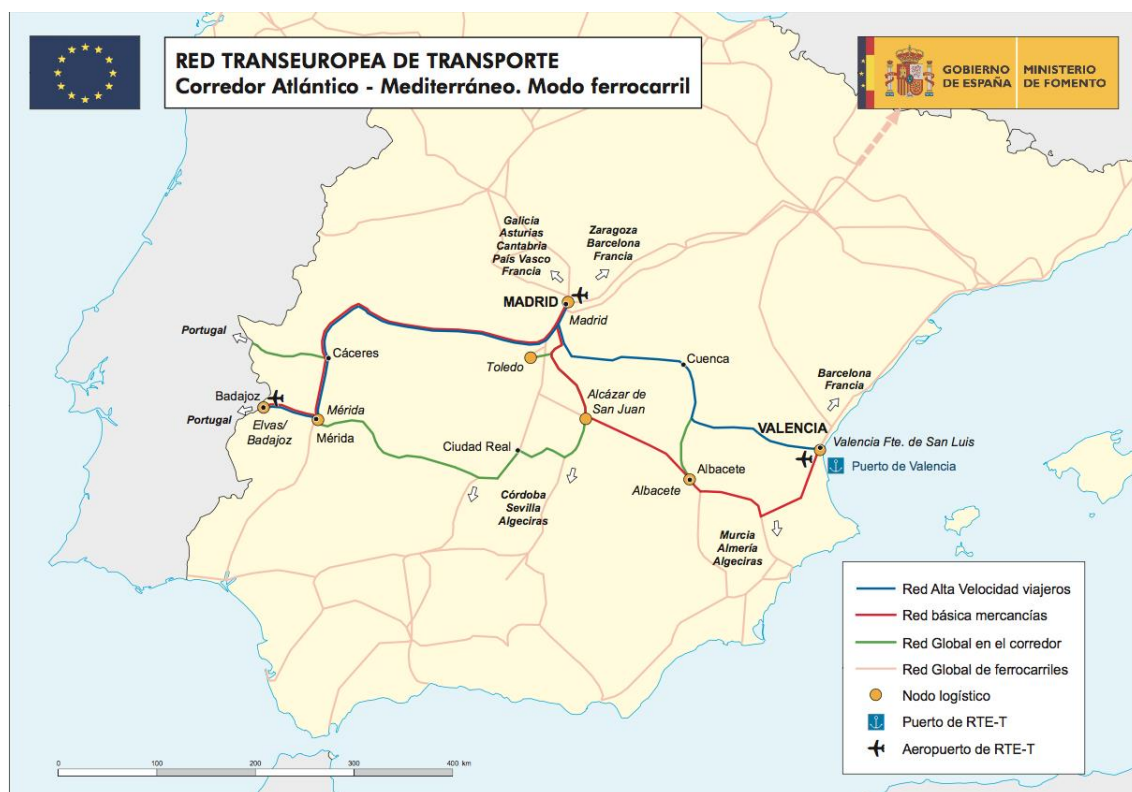 RED TRANSEUROPEA DE TRANSPORTE
Corredor Atlántico - Mediterráneo. Modo ferrocarril
GOBIERNO
DE ESPAÑA
MINISTERIO
DE FOMENTO
Galicia
Asturias
Cantabria
País Vasco
Francia
Zaragoza
Barcelona
Francia
MADRID
Madrid
Portugal
Cáceres
Toledo
Cuenca
Barcelona
Francia
Badajoz
Elvas/
Badajoz
Portugal
Mérida
Mérida
Alcázar de
San Juan
Ciudad Real
VALENCIA
Valencia Fte. de San Luis
Puerto de Valencia
Albacete
Albacete
Córdoba
Sevilla
Algeciras
Murcia
Almería
Algeciras
Red Alta Velocidad viajeros
Red básica mercancías
Red Global en el corredor
Red Global de ferrocarriles
Nodo logístico
Puerto de RTE-T
Aeropuerto de RTE-T
0 100 200 300 400 km